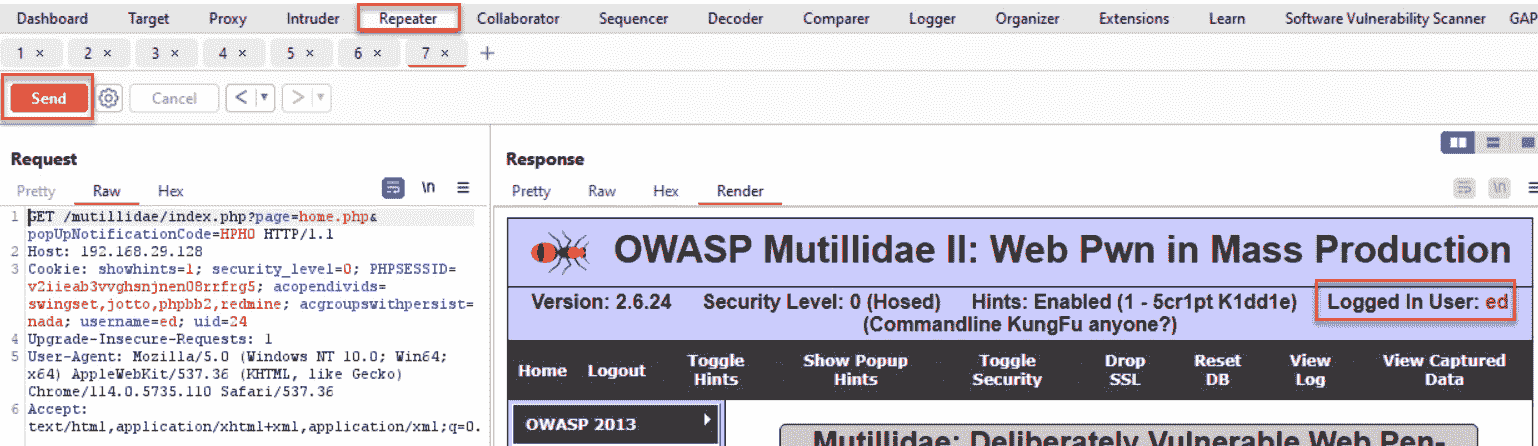 Dashboard Target Proxy Intruder Repeater Collaborator Sequencer Decoder Comparer Logger Organizer Extensions Learn Software Vulnerability Scanner GAP
1 × 2 × 3 × 4 × 5 × 6 × 7 × +
Send Cancel < > 
Request
Pretty Raw Hex \n
1 GET /mutillidae/index.php?page=home.php&
popUpNotificationCode=HPH0 HTTP/1.1
2 Host: 192.168.29.128
3 Cookie: showhints=1; security_level=0; PHPSESSID=
v2iieab3vvghsnjnen08rrfrg5; acopendivids=
swingset,jotto,phpbb2,redmine; acgroupswithpersist=
nada; username=ed; uid=24
4 Upgrade-Insecure-Requests: 1
5 User-Agent: Mozilla/5.0 (Windows NT 10.0; Win64;
x64) AppleWebKit/537.36 (KHTML, like Gecko)
Chrome/114.0.5735.110 Safari/537.36
6 Accept:
text/html,application/xhtml+xml,application/xml;q=0.
Response
Pretty Raw Hex Render \n
OWASP Mutillidae II: Web Pwn in Mass Production
Version: 2.6.24 Security Level: 0 (Hosed) Hints: Enabled (1 - 5cr1pt K1dd1e) Logged In User: ed
(Commandline KungFu anyone?)
Home Logout Toggle Hints Show Popup Hints Toggle Security Drop SSL Reset DB View Log View Captured Data
OWASP 2013
Mutillidae: Deliberately Vulnerable Web Pen-